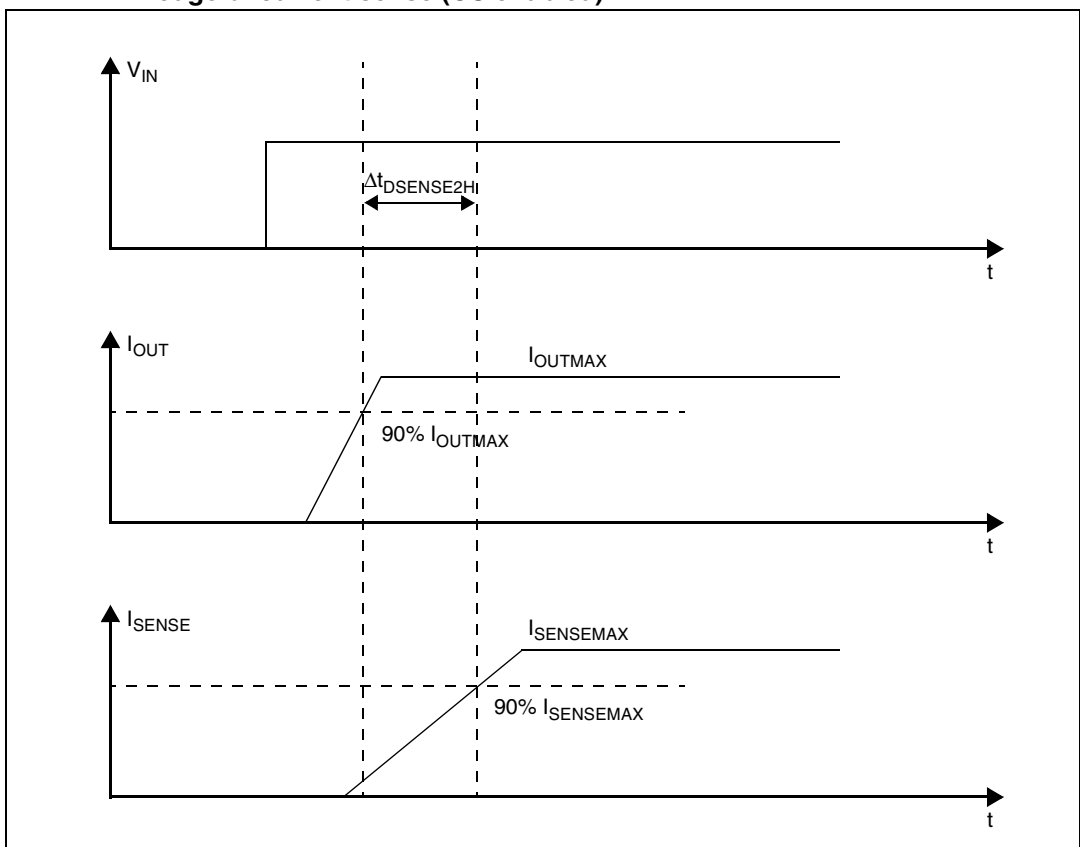 V_IN
Δt_DSENSE2H
t
I_OUT
I_OUTMAX
90% I_OUTMAX
t
I_SENSE
I_SENSEMAX
90% I_SENSEMAX
t